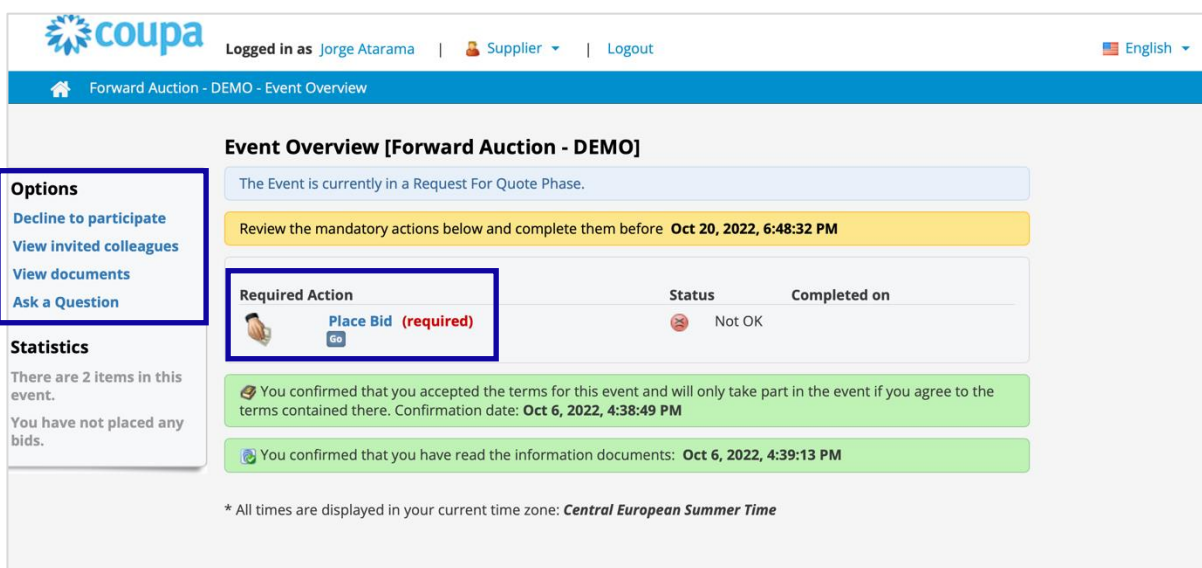 coupa
Logged in as Jorge Atarama | Supplier | Logout
English
Forward Auction - DEMO - Event Overview
Event Overview [Forward Auction - DEMO]
The Event is currently in a Request For Quote Phase.
Review the mandatory actions below and complete them before Oct 20, 2022, 6:48:32 PM
Options
Decline to participate
View invited colleagues
View documents
Ask a Question
Statistics
There are 2 items in this
event.
You have not placed any
bids.
Required Action Status Completed on
Place Bid (required) Not OK
Go
You confirmed that you accepted the terms for this event and will only take part in the event if you agree to the
terms contained there. Confirmation date: Oct 6, 2022, 4:38:49 PM
You confirmed that you have read the information documents: Oct 6, 2022, 4:39:13 PM
* All times are displayed in your current time zone: Central European Summer Time